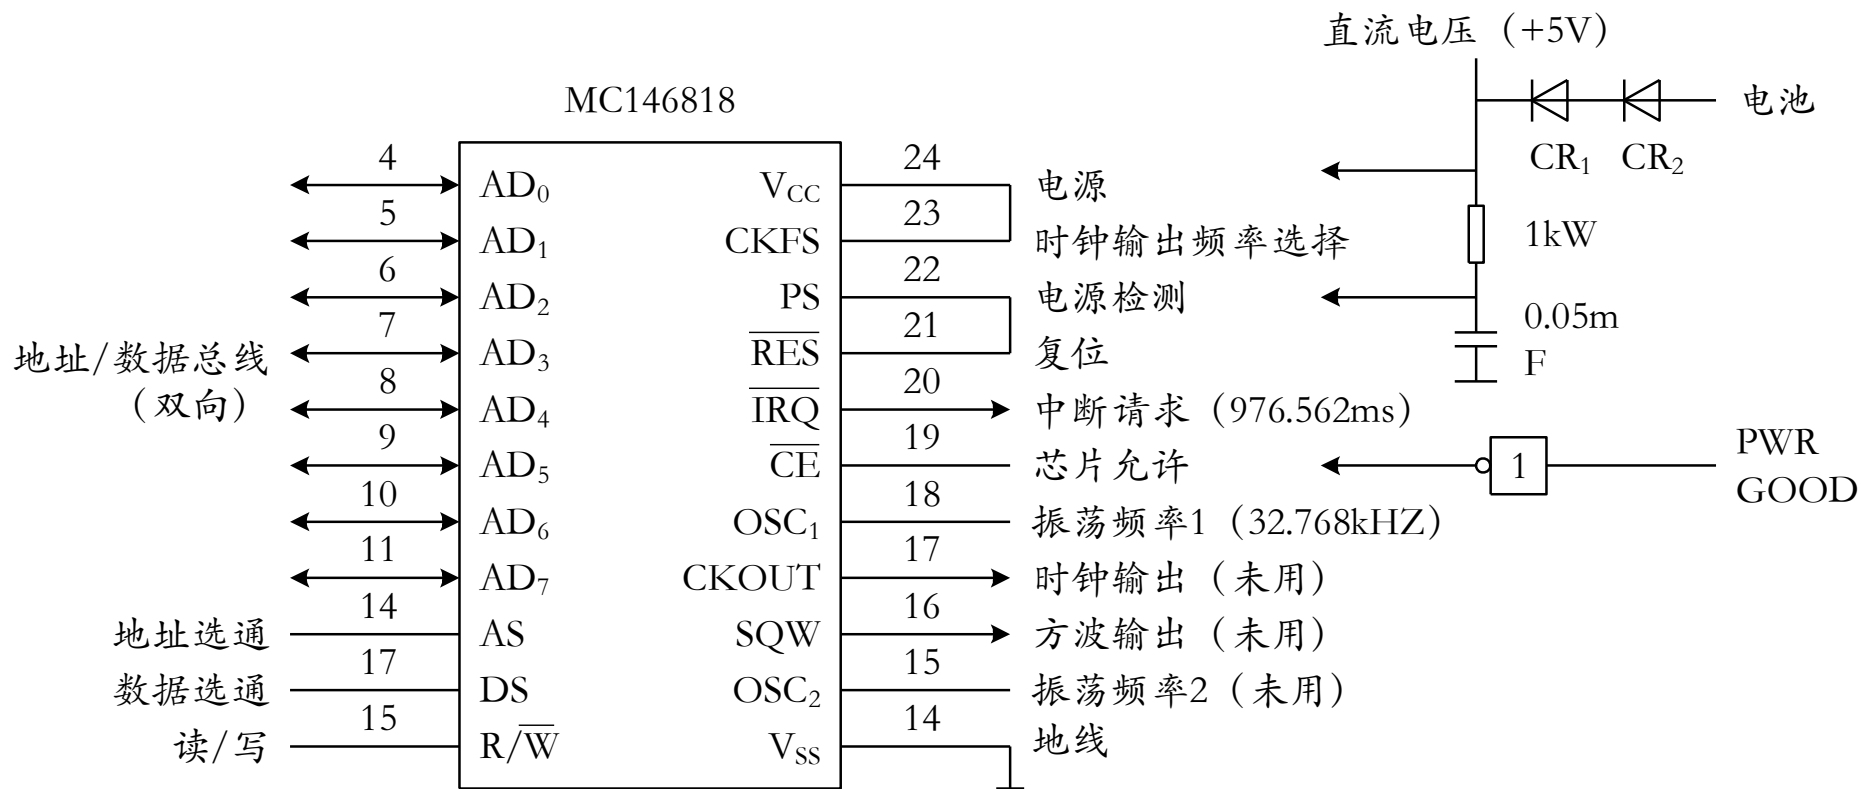 直流电压（+5V）
MC146818
电池
CR₁ CR₂
4 AD₀ V_CC 24 电源
5 AD₁ CKFS 23 时钟输出频率选择
1kW
6 AD₂ PS 22 电源检测
0.05m
F
7 AD₃ R̅E̅S̅ 21 复位
地址/数据总线
（双向）
8 AD₄ I̅R̅Q̅ 20 中断请求（976.562ms）
9 AD₅ C̅E̅ 19 芯片允许
1
PWR
GOOD
10 AD₆ OSC₁ 18 振荡频率1（32.768kHZ）
11 AD₇ CKOUT 17 时钟输出（未用）
地址选通 14 AS SQW 16 方波输出（未用）
数据选通 17 DS OSC₂ 15 振荡频率2（未用）
读/写 15 R/W̅ V_SS 14 地线